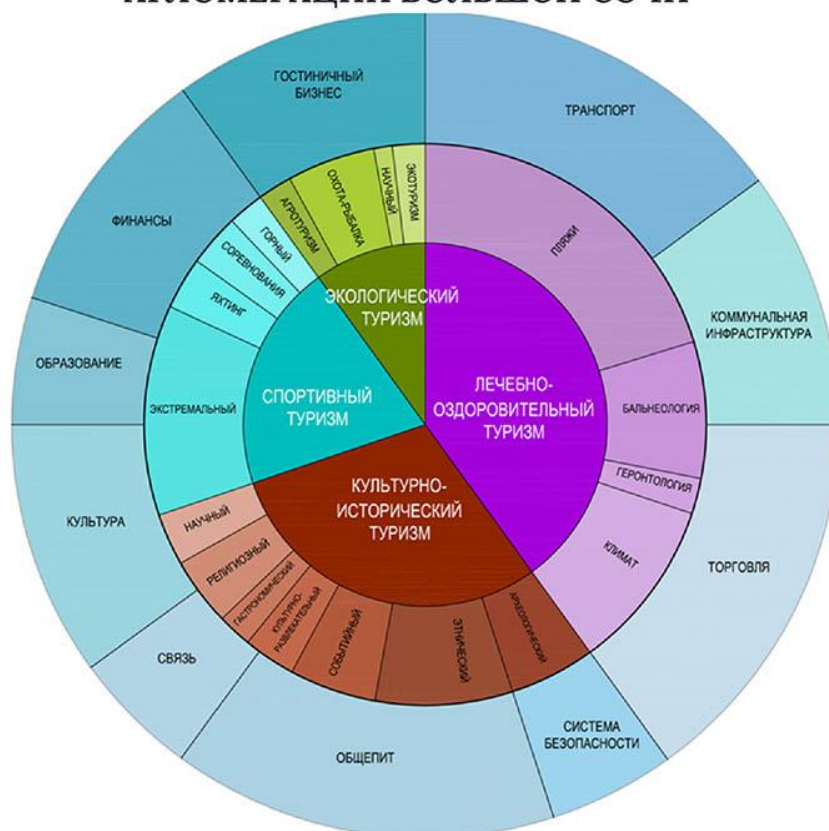 АГЛОМЕРАЦИИ БОЛЬШОЙ СОЧИ
ГОСТИНИЧНЫЙ
БИЗНЕС
ТРАНСПОРТ
КОММУНАЛЬНАЯ
ИНФРАСТРУКТУРА
ТОРГОВЛЯ
СИСТЕМА
БЕЗОПАСНОСТИ
ОБЩЕПИТ
СВЯЗЬ
КУЛЬТУРА
ОБРАЗОВАНИЕ
ФИНАНСЫ
АГРОТУРИЗМ
ОХОТА-РЫБАЛКА
НАУЧНЫЙ
ЭКОТУРИЗМ
ПЛЯЖИ
БАЛЬНЕОЛОГИЯ
ГЕРОНТОЛОГИЯ
КЛИМАТ
АРХЕОЛОГИЧЕСКИЙ
ЭТНИЧЕСКИЙ
СОБЫТИЙНЫЙ
КУЛЬТУРНО-
РАЗВЛЕКАТЕЛЬНЫЙ
ГАСТРОНОМИЧЕСКИЙ
РЕЛИГИОЗНЫЙ
НАУЧНЫЙ
ЭКСТРЕМАЛЬНЫЙ
ЯХТИНГ
СОРЕВНОВАНИЯ
ГОРНЫЙ
ЭКОЛОГИЧЕСКИЙ
ТУРИЗМ
ЛЕЧЕБНО-
ОЗДОРОВИТЕЛЬНЫЙ
ТУРИЗМ
СПОРТИВНЫЙ
ТУРИЗМ
КУЛЬТУРНО-
ИСТОРИЧЕСКИЙ
ТУРИЗМ